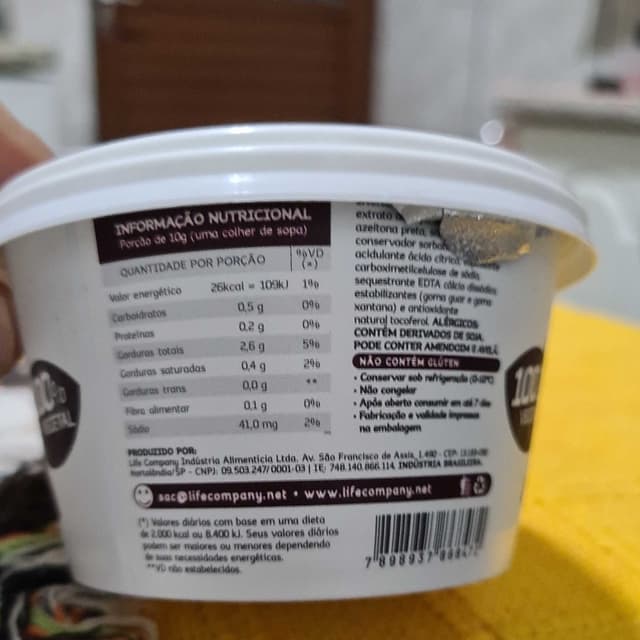 INFORMAÇÃO NUTRICIONAL
Porção de 10g (uma colher de sopa)
QUANTIDADE POR PORÇÃO %VD (*)
Valor energético 26kcal = 109kJ 1%
Carboidratos 0,5 g 0%
Proteínas 0,2 g 0%
Gorduras totais 2,6 g 5%
Gorduras saturadas 0,4 g 2%
Gorduras trans 0,0 g **
Fibra alimentar 0,1 g 0%
Sódio 41,0 mg 2%
extrato
azeitona preta,
conservador
acidulante ácido cítrico,
carboximetilcelulose de sódio,
sequestrante EDTA cálcio dissódico,
estabilizantes (goma guar e goma
xantana) e antioxidante
natural tocoferol. ALÉRGICOS:
CONTÉM DERIVADOS DE SOJA.
PODE CONTER AMENDOIM E AVELÃ.
NÃO CONTÉM GLÚTEN
• Conservar sob refrigeração
• Não congelar
• Após aberto consumir em até 7 dias
• Fabricação e validade impressa
na embalagem
PRODUZIDO POR:
Life Company Indústria Alimentícia Ltda. Av. São Francisco de Assis, 1.490 - CEP:
Hortolândia/SP - CNPJ: 09.503.247/0001-03 | IE: 748.140.866.114 INDÚSTRIA BRASILEIRA.
sac@lifecompany.net • www.lifecompany.net
(*) Valores diários com base em uma dieta
de 2.000 kcal ou 8.400 kJ. Seus valores diários
podem ser maiores ou menores dependendo
de suas necessidades energéticas.
**VD não estabelecidos.
100